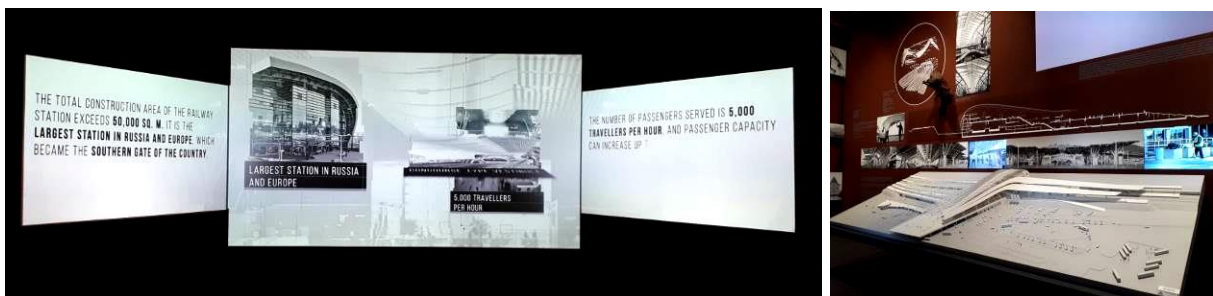 THE TOTAL CONSTRUCTION AREA OF THE RAILWAY
STATION EXCEEDS 50,000 SQ. M. IT IS THE
LARGEST STATION IN RUSSIA AND EUROPE, WHICH
BECAME THE SOUTHERN GATE OF THE COUNTRY
LARGEST STATION IN RUSSIA
AND EUROPE
5,000 TRAVELLERS
PER HOUR
THE NUMBER OF PASSENGERS SERVED IS 5,000
TRAVELLERS PER HOUR, AND PASSENGER CAPACITY
CAN INCREASE UP T